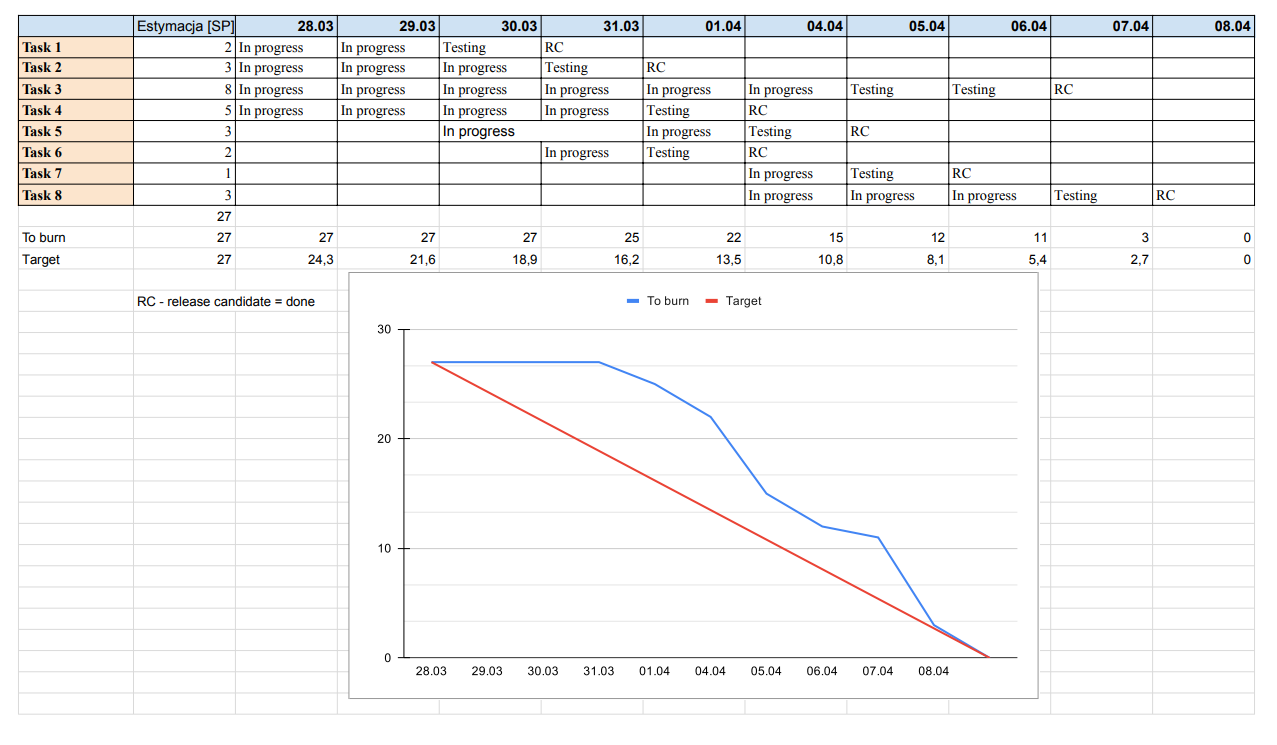 Estymacja [SP] 28.03 29.03 30.03 31.03 01.04 04.04 05.04 06.04 07.04 08.04
Task 1 2 In progress In progress Testing RC
Task 2 3 In progress In progress In progress Testing RC
Task 3 8 In progress In progress In progress In progress In progress In progress Testing Testing RC
Task 4 5 In progress In progress In progress In progress Testing RC
Task 5 3 In progress In progress Testing RC
Task 6 2 In progress Testing RC
Task 7 1 In progress Testing RC
Task 8 3 In progress In progress In progress Testing RC
27
To burn 27 27 27 27 25 22 15 12 11 3 0
Target 27 24,3 21,6 18,9 16,2 13,5 10,8 8,1 5,4 2,7 0
RC - release candidate = done
To burn Target
30
20
10
0
28.03 29.03 30.03 31.03 01.04 04.04 05.04 06.04 07.04 08.04